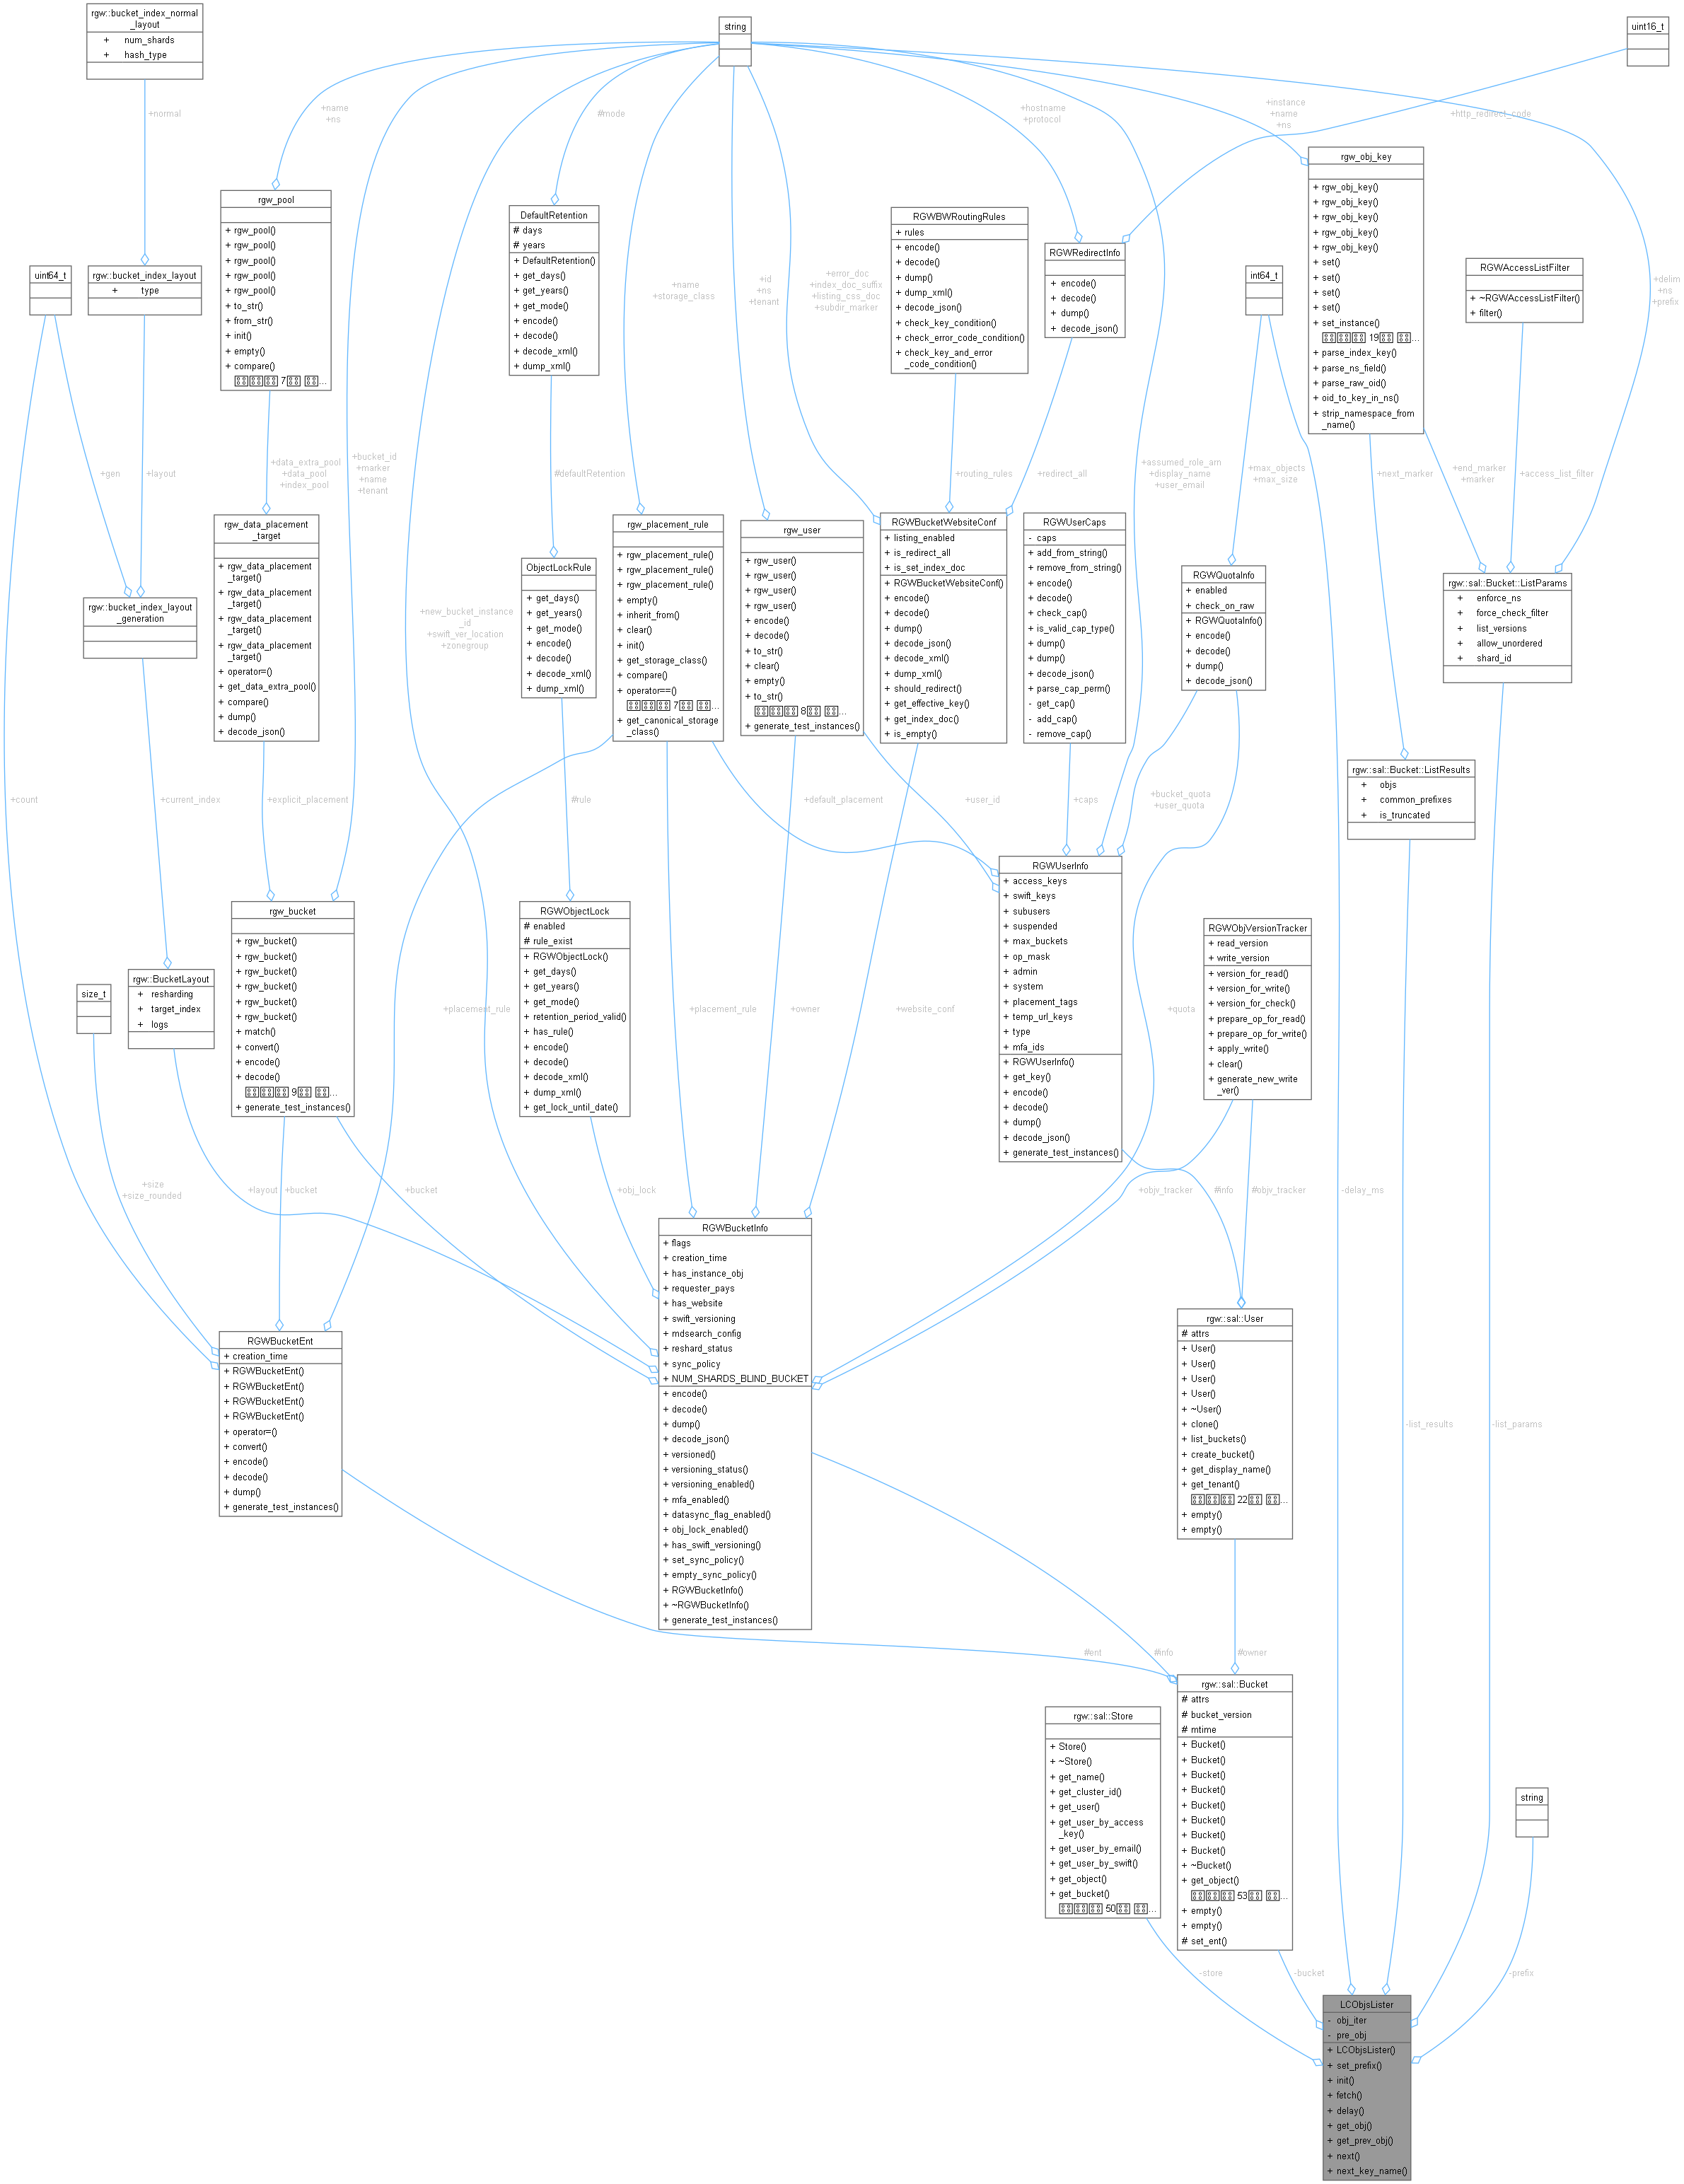 rgw::bucket_index_normal
_layout
+ num_shards
+ hash_type
string
uint16_t
+normal
+name
+ns
#mode
+hostname
+protocol
+instance
+name
+ns
+http_redirect_code
rgw_obj_key
+ rgw_obj_key()
+ rgw_obj_key()
+ rgw_obj_key()
+ rgw_obj_key()
+ rgw_obj_key()
+ set()
+ set()
+ set()
+ set()
+ set_instance()
19
+ parse_index_key()
+ parse_ns_field()
+ parse_raw_oid()
+ oid_to_key_in_ns()
+ strip_namespace_from
_name()
rgw_pool
+ rgw_pool()
+ rgw_pool()
+ rgw_pool()
+ rgw_pool()
+ rgw_pool()
+ to_str()
+ from_str()
+ init()
+ empty()
+ compare()
7
DefaultRetention
# days
# years
+ DefaultRetention()
+ get_days()
+ get_years()
+ get_mode()
+ encode()
+ decode()
+ decode_xml()
+ dump_xml()
RGWBWRoutingRules
+ rules
+ encode()
+ decode()
+ dump()
+ dump_xml()
+ decode_json()
+ check_key_condition()
+ check_error_code_condition()
+ check_key_and_error
_code_condition()
RGWRedirectInfo
+ encode()
+ decode()
+ dump()
+ decode_json()
uint64_t
rgw::bucket_index_layout
+ type
int64_t
RGWAccessListFilter
+ ~RGWAccessListFilter()
+ filter()
+name
+storage_class
+id
+ns
+tenant
+error_doc
+index_doc_suffix
+listing_css_doc
+subdir_marker
+delim
+ns
+prefix
+gen
+layout
+data_extra_pool
+data_pool
+index_pool
+bucket_id
+marker
+name
+tenant
#defaultRetention
+routing_rules
+redirect_all
+assumed_role_arn
+display_name
+user_email
+max_objects
+max_size
+next_marker
+end_marker
+marker
+access_list_filter
rgw_data_placement
_target
+ rgw_data_placement
_target()
+ rgw_data_placement
_target()
+ rgw_data_placement
_target()
+ rgw_data_placement
_target()
+ operator=()
+ get_data_extra_pool()
+ compare()
+ dump()
+ decode_json()
rgw::bucket_index_layout
_generation
+new_bucket_instance
_id
+swift_ver_location
+zonegroup
ObjectLockRule
+ get_days()
+ get_years()
+ get_mode()
+ encode()
+ decode()
+ decode_xml()
+ dump_xml()
rgw_placement_rule
+ rgw_placement_rule()
+ rgw_placement_rule()
+ rgw_placement_rule()
+ empty()
+ inherit_from()
+ clear()
+ init()
+ get_storage_class()
+ compare()
+ operator==()
7
+ get_canonical_storage
_class()
rgw_user
+ rgw_user()
+ rgw_user()
+ rgw_user()
+ rgw_user()
+ encode()
+ decode()
+ to_str()
+ clear()
+ empty()
+ to_str()
8
+ generate_test_instances()
RGWBucketWebsiteConf
+ listing_enabled
+ is_redirect_all
+ is_set_index_doc
+ RGWBucketWebsiteConf()
+ encode()
+ decode()
+ dump()
+ decode_json()
+ decode_xml()
+ dump_xml()
+ should_redirect()
+ get_effective_key()
+ get_index_doc()
+ is_empty()
RGWUserCaps
- caps
+ add_from_string()
+ remove_from_string()
+ encode()
+ decode()
+ check_cap()
+ is_valid_cap_type()
+ dump()
+ dump()
+ decode_json()
+ parse_cap_perm()
- get_cap()
- add_cap()
- remove_cap()
RGWQuotaInfo
+ enabled
+ check_on_raw
+ RGWQuotaInfo()
+ encode()
+ decode()
+ dump()
+ decode_json()
rgw::sal::Bucket::ListParams
+ enforce_ns
+ force_check_filter
+ list_versions
+ allow_unordered
+ shard_id
rgw::sal::Bucket::ListResults
+ objs
+ common_prefixes
+ is_truncated
+count
+current_index
+explicit_placement
#rule
+default_placement
+user_id
+caps
+bucket_quota
+user_quota
rgw_bucket
+ rgw_bucket()
+ rgw_bucket()
+ rgw_bucket()
+ rgw_bucket()
+ rgw_bucket()
+ rgw_bucket()
+ match()
+ convert()
+ encode()
+ decode()
9
+ generate_test_instances()
size_t
rgw::BucketLayout
+ resharding
+ target_index
+ logs
RGWObjectLock
# enabled
# rule_exist
+ RGWObjectLock()
+ get_days()
+ get_years()
+ get_mode()
+ retention_period_valid()
+ has_rule()
+ encode()
+ decode()
+ decode_xml()
+ dump_xml()
+ get_lock_until_date()
RGWUserInfo
+ access_keys
+ swift_keys
+ subusers
+ suspended
+ max_buckets
+ op_mask
+ admin
+ system
+ placement_tags
+ temp_url_keys
+ type
+ mfa_ids
+ RGWUserInfo()
+ get_key()
+ encode()
+ decode()
+ dump()
+ decode_json()
+ generate_test_instances()
RGWObjVersionTracker
+ read_version
+ write_version
+ version_for_read()
+ version_for_write()
+ version_for_check()
+ prepare_op_for_read()
+ prepare_op_for_write()
+ apply_write()
+ clear()
+ generate_new_write
_ver()
+placement_rule
+placement_rule
+owner
+website_conf
+quota
+size
+size_rounded
+layout
+bucket
+bucket
+obj_lock
+objv_tracker
#info
#objv_tracker
-delay_ms
RGWBucketInfo
+ flags
+ creation_time
+ has_instance_obj
+ requester_pays
+ has_website
+ swift_versioning
+ mdsearch_config
+ reshard_status
+ sync_policy
+ NUM_SHARDS_BLIND_BUCKET
+ encode()
+ decode()
+ dump()
+ decode_json()
+ versioned()
+ versioning_status()
+ versioning_enabled()
+ mfa_enabled()
+ datasync_flag_enabled()
+ obj_lock_enabled()
+ has_swift_versioning()
+ set_sync_policy()
+ empty_sync_policy()
+ RGWBucketInfo()
+ ~RGWBucketInfo()
+ generate_test_instances()
RGWBucketEnt
+ creation_time
+ RGWBucketEnt()
+ RGWBucketEnt()
+ RGWBucketEnt()
+ RGWBucketEnt()
+ operator=()
+ convert()
+ encode()
+ decode()
+ dump()
+ generate_test_instances()
rgw::sal::User
# attrs
+ User()
+ User()
+ User()
+ User()
+ ~User()
+ clone()
+ list_buckets()
+ create_bucket()
+ get_display_name()
+ get_tenant()
22
+ empty()
+ empty()
-list_results
-list_params
#ent
#info
#owner
rgw::sal::Bucket
# attrs
# bucket_version
# mtime
+ Bucket()
+ Bucket()
+ Bucket()
+ Bucket()
+ Bucket()
+ Bucket()
+ Bucket()
+ Bucket()
+ ~Bucket()
+ get_object()
53
+ empty()
+ empty()
# set_ent()
rgw::sal::Store
+ Store()
+ ~Store()
+ get_name()
+ get_cluster_id()
+ get_user()
+ get_user_by_access
_key()
+ get_user_by_email()
+ get_user_by_swift()
+ get_object()
+ get_bucket()
50
string
-store
-bucket
-prefix
LCObjsLister
- obj_iter
- pre_obj
+ LCObjsLister()
+ set_prefix()
+ init()
+ fetch()
+ delay()
+ get_obj()
+ get_prev_obj()
+ next()
+ next_key_name()